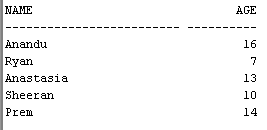 NAME AGE
------------------------- ----------
Anandu 16
Ryan 7
Anastasia 13
Sheeran 10
Prem 14